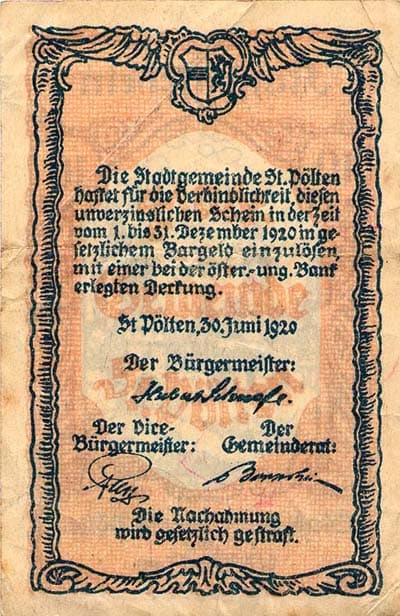 Die Stadtgemeinde St. Pölten
haftet für die Verbindlichkeit, diesen
unverzinslichen Schein in der Zeit
vom 1. bis 31. Dezember 1920 in ge-
setzlichem Bargeld einzulösen,
mit einer bei der öster.-ung. Bank
erlegten Deckung.
St Pölten, 30. Juni 1920
Der Bürgermeister:
Der Vice-
Bürgermeister:
Der
Gemeinderat:
Die Nachahmung
wird gesetzlich gestraft.